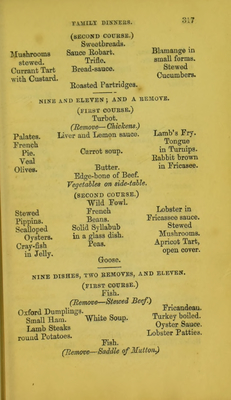 FAMILY DINNERS. 317
(SECOND COURSE.)
Sweetbreads.
Mushrooms Sauce Robart. Blamange in
stewed. Trifle. small forms.
Currant Tart Bread-sauce. Stewed
with Custard. Cucumbers.
Roasted Partridges.
NINE AND ELEVEN; AND A REMOVE.
(FIRST COURSE.)
Turbot.
(Remove—Chickens.)
Palates. Liver and Lemon sauce. Lamb's Fry.
French Tongue
Pie. Carrot soup. in Turnips.
Veal Rabbit brown
Olives. Butter. in Fricasee.
Edge-bone of Beef.
Vegetables on side-table.
(SECOND COURSE.)
Wild Fowl.
Stewed French Lobster in
Pippins. Beans. Fricassee sauce.
Scalloped Solid Syllabub Stewed
Oysters. in a glass dish. Mushrooms.
Cray-fish Peas. Apricot Tart,
in Jelly. open cover.
Goose.
NINE DISHES, TWO REMOVES, AND ELEVEN.
(FIRST COURSE.)
Fish.
(Remove—Stewed Beef.)
Oxford Dumplings. Fricandeau.
Small Ham. White Soup. Turkey boiled.
Lamb Steaks Oyster Sauce.
round Potatoes. Lobster Patties.
Fish.
(Remove—Saddle of Mutton.)